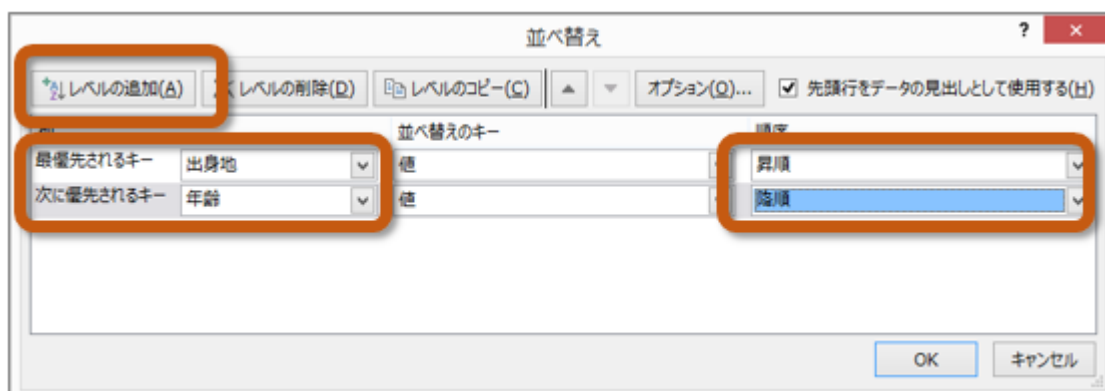 並べ替え ? ×
レベルの追加(A) レベルの削除(D) レベルのコピー(C) オプション(O)... 先頭行をデータの見出しとして使用する(H)
並べ替えのキー 順序
最優先されるキー 出身地 値 昇順
次に優先されるキー 年齢 値 降順
OK キャンセル